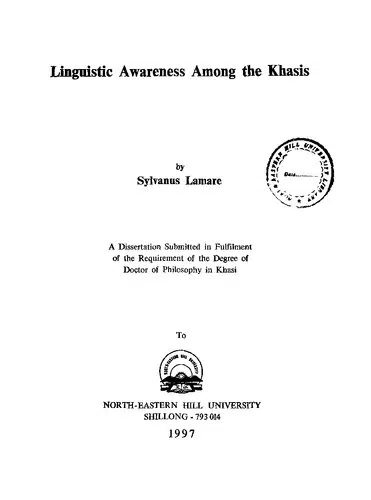 Linguistic Awareness Among the Khasis
by
Sylvanus Lamare
EASTERN HILL UNIVERSITY
Date
A Dissertation Submitted in Fulfilment
of the Requirement of the Degree of
Doctor of Philosophy in Khasi
To
NORTH-EASTERN HILL UNIVERSITY
SHILLONG - 793 014
1997